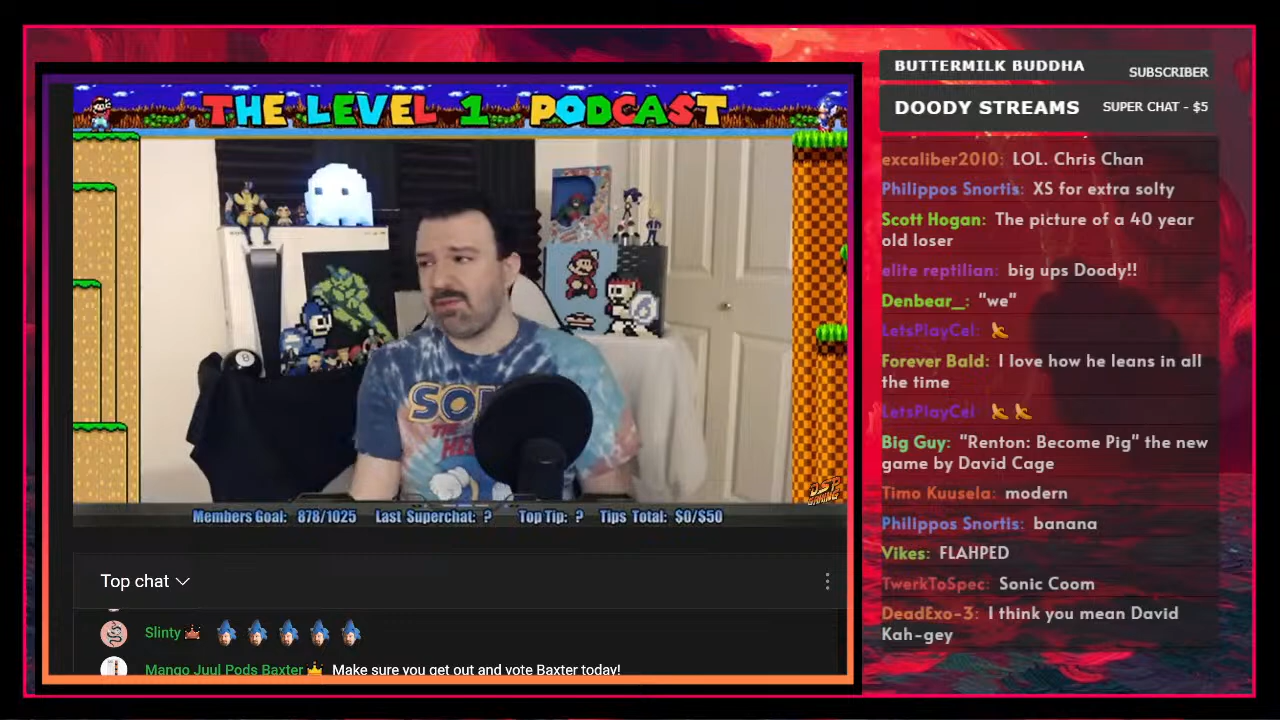 THE LEVEL 1 PODCAST
SO
DSP
GAMING
8
Members Goal: 878/1025 Last Superchat: ? Top Tip: ? Tips Total: $0/$50
Top chat
Slinty
Mango Juul Pods Baxter Make sure you get out and vote Baxter today!
BUTTERMILK BUDDHA SUBSCRIBER
DOODY STREAMS SUPER CHAT - $5
excaliber2010: LOL. Chris Chan
Philippos Snortis: XS for extra solty
Scott Hogan: The picture of a 40 year
old loser
elite reptilian: big ups Doody!!
Denbear_: "we"
LetsPlayCel:
Forever Bald: I love how he leans in all
the time
LetsPlayCel
Big Guy: "Renton: Become Pig" the new
game by David Cage
Timo Kuusela: modern
Philippos Snortis: banana
Vikes: FLAHPED
TwerkToSpec: Sonic Coom
DeadExo-3: I think you mean David
Kah-gey